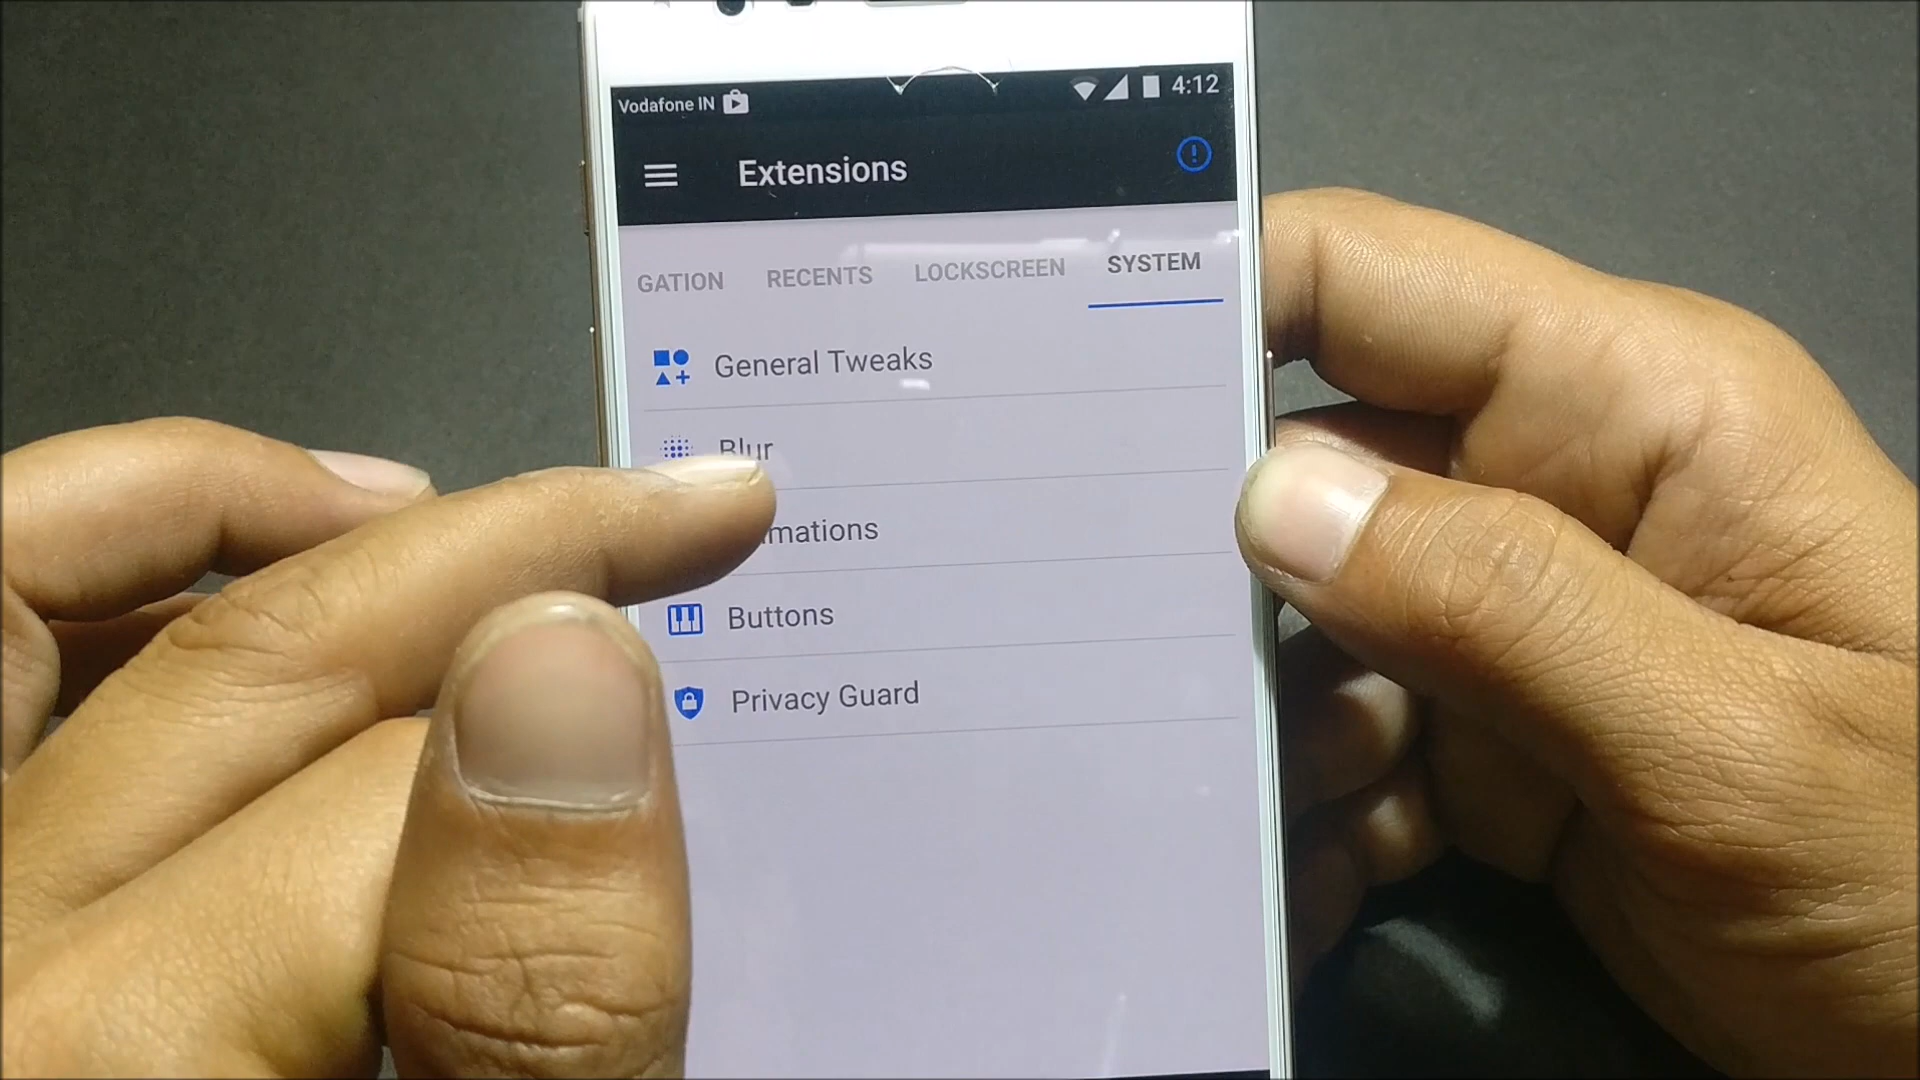 Vodafone IN 4:12
Extensions
GATION RECENTS LOCKSCREEN SYSTEM
General Tweaks
Blur
mations
Buttons
Privacy Guard